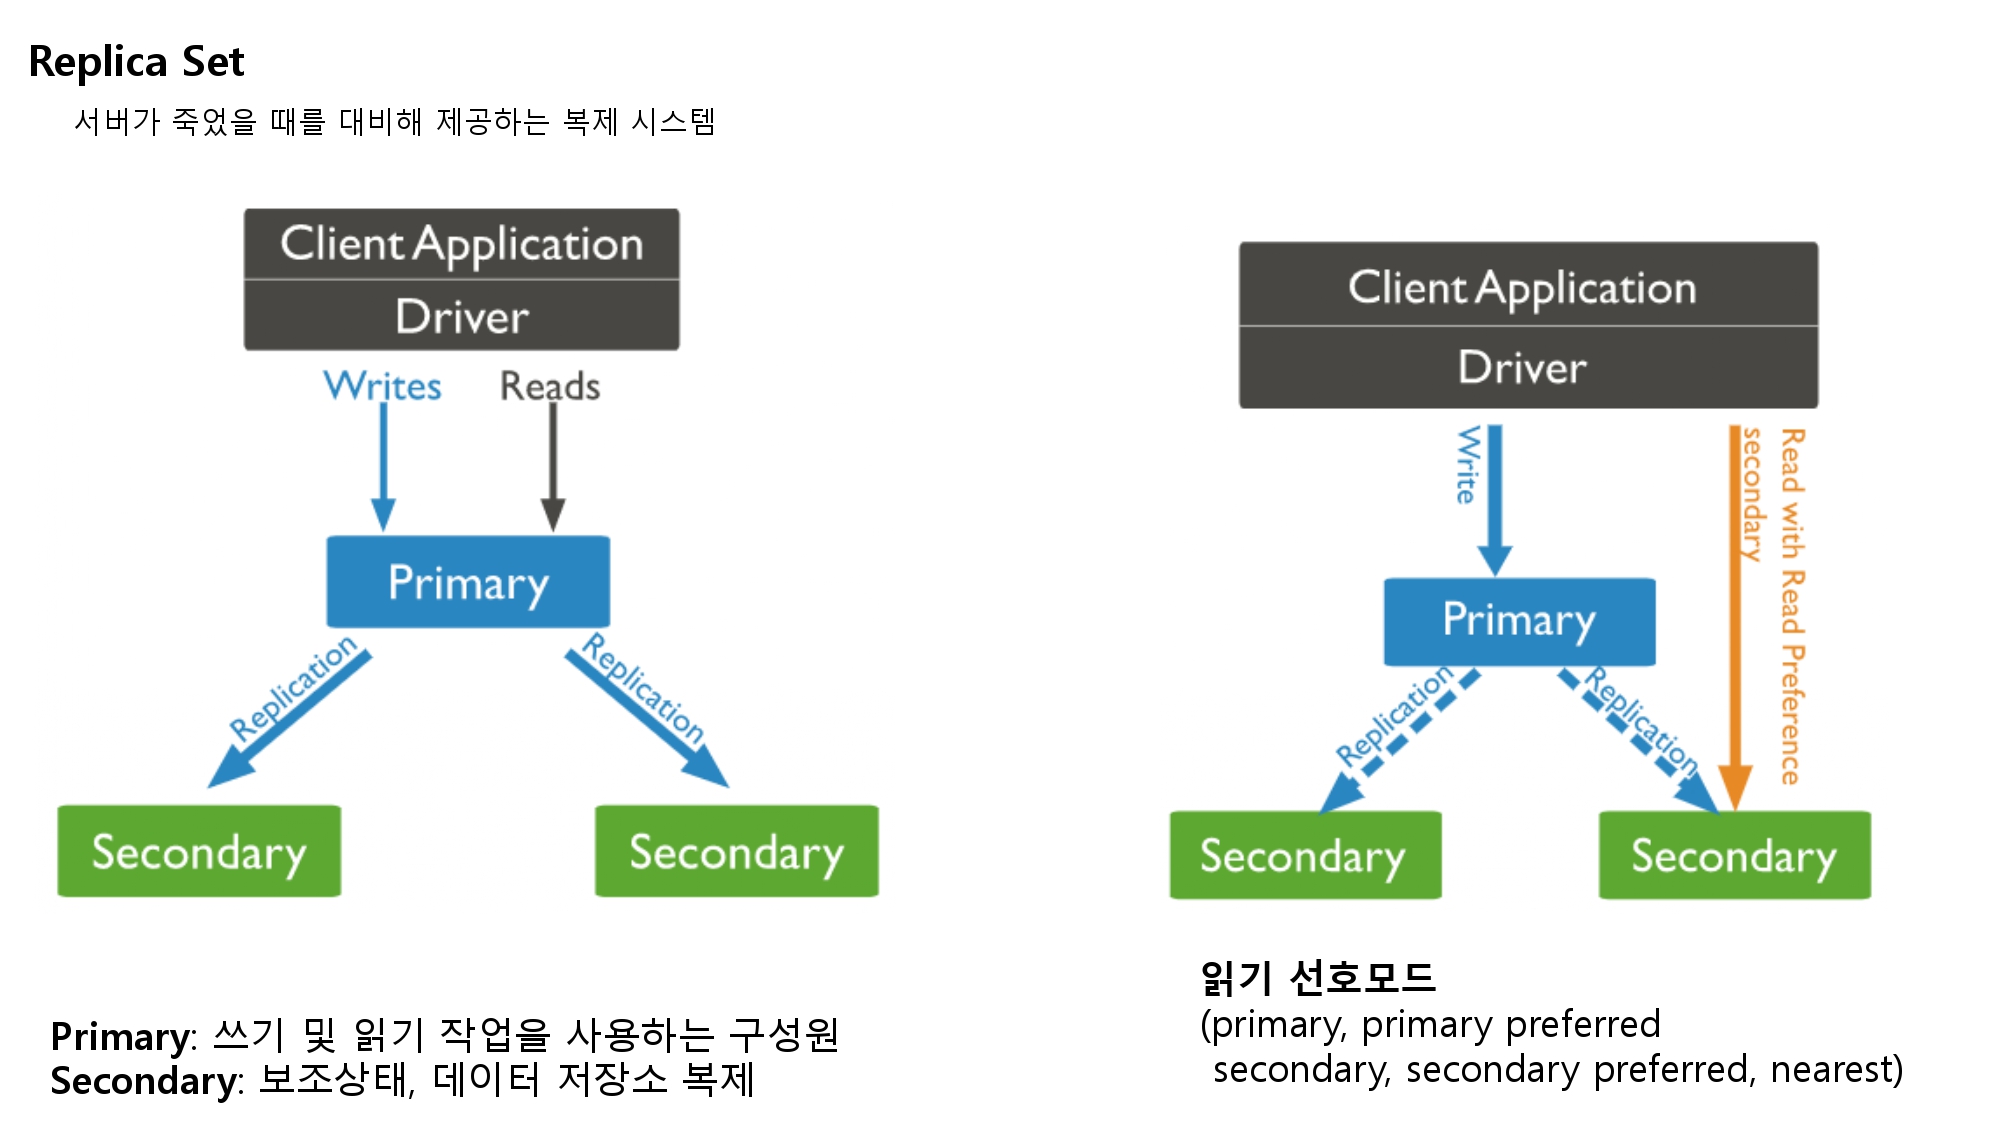 Replica Set
서버가 죽었을 때를 대비해 제공하는 복제 시스템
Client Application
Driver
Writes
Reads
Primary
Replication
Replication
Secondary
Secondary
Primary: 쓰기 및 읽기 작업을 사용하는 구성원
Secondary: 보조상태, 데이터 저장소 복제
Client Application
Driver
Write
Read with Read Preference
secondary
Primary
Replication
Replication
Secondary
Secondary
읽기 선호모드
(primary, primary preferred
secondary, secondary preferred, nearest)